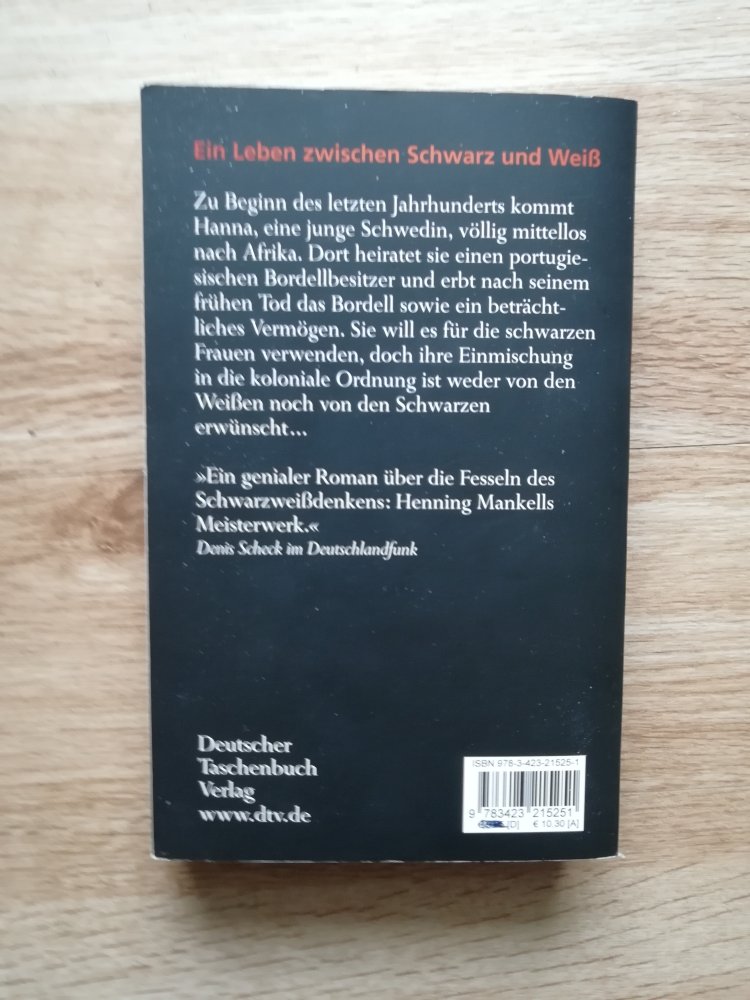 Ein Leben zwischen Schwarz und Weiß
Zu Beginn des letzten Jahrhunderts kommt
Hanna, eine junge Schwedin, völlig mittellos
nach Afrika. Dort heiratet sie einen portugie-
sischen Bordellbesitzer und erbt nach seinem
frühen Tod das Bordell sowie ein beträcht-
liches Vermögen. Sie will es für die schwarzen
Frauen verwenden, doch ihre Einmischung
in die koloniale Ordnung ist weder von den
Weißen noch von den Schwarzen
erwünscht...
»Ein genialer Roman über die Fesseln des
Schwarzweißdenkens: Henning Mankells
Meisterwerk.«
Denis Scheck im Deutschlandfunk
Deutscher
Taschenbuch
Verlag
www.dtv.de
ISBN 978-3-423-21525-1
9 783423 215251
[D] € 10,30 [A]